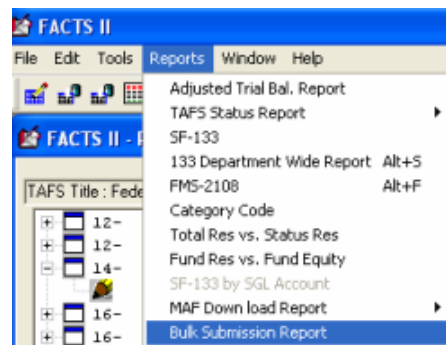 FACTS II
File Edit Tools Reports Window Help
Adjusted Trial Bal. Report
TAFS Status Report
SF-133
133 Department Wide Report Alt+S
FMS-2108 Alt+F
Category Code
Total Res vs. Status Res
Fund Res vs. Fund Equity
SF-133 by SGL Account
MAF Down load Report
Bulk Submission Report
FACTS II -
TAFS Title : Fede
12-
12-
14-
16-
16-